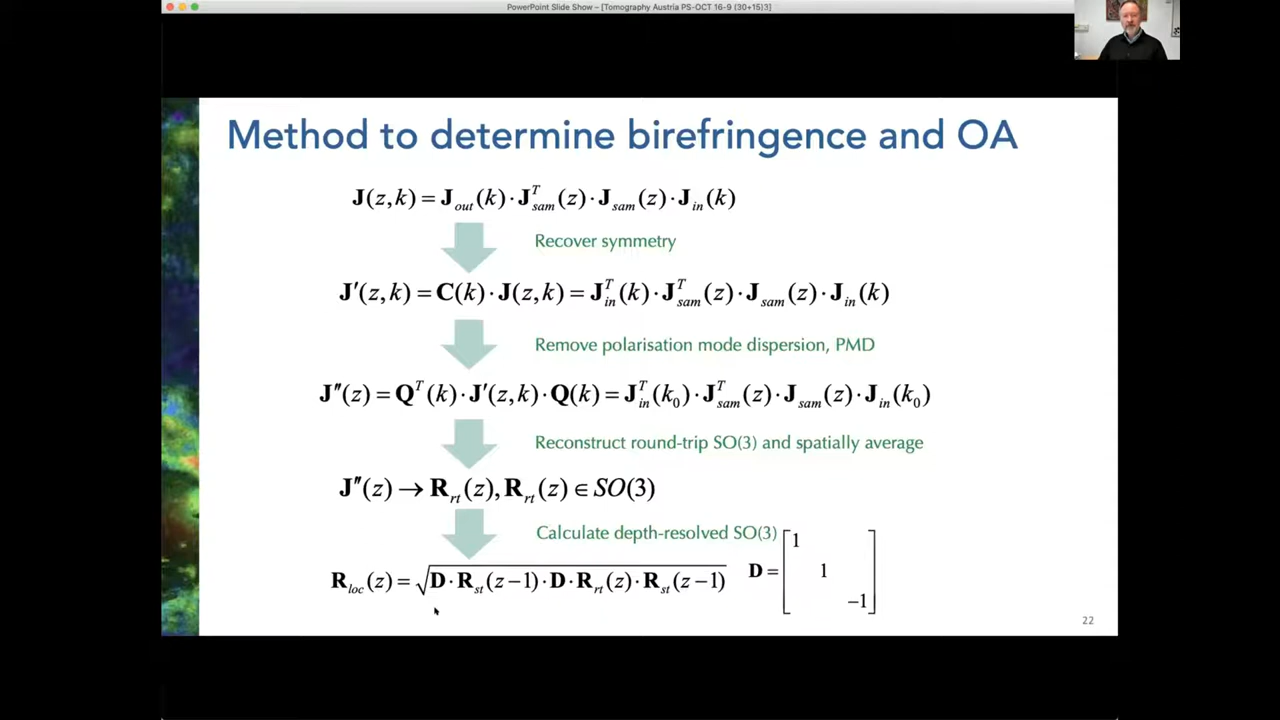 PowerPoint Slide Show – [Tomography Austria PS-OCT 16-9 (30+15)3]
Method to determine birefringence and OA
J(z,k) = J_out(k)·J^T_sam(z)·J_sam(z)·J_in(k)
Recover symmetry
J′(z,k) = C(k)·J(z,k) = J^T_in(k)·J^T_sam(z)·J_sam(z)·J_in(k)
Remove polarisation mode dispersion, PMD
J″(z) = Q^T(k)·J′(z,k)·Q(k) = J^T_in(k_0)·J^T_sam(z)·J_sam(z)·J_in(k_0)
Reconstruct round-trip SO(3) and spatially average
J″(z) → R_rt(z), R_rt(z) ∈ SO(3)
Calculate depth-resolved SO(3)
R_loc(z) = √D·R_st(z−1)·D·R_rt(z)·R_st(z−1)
D =
1
1
−1
22